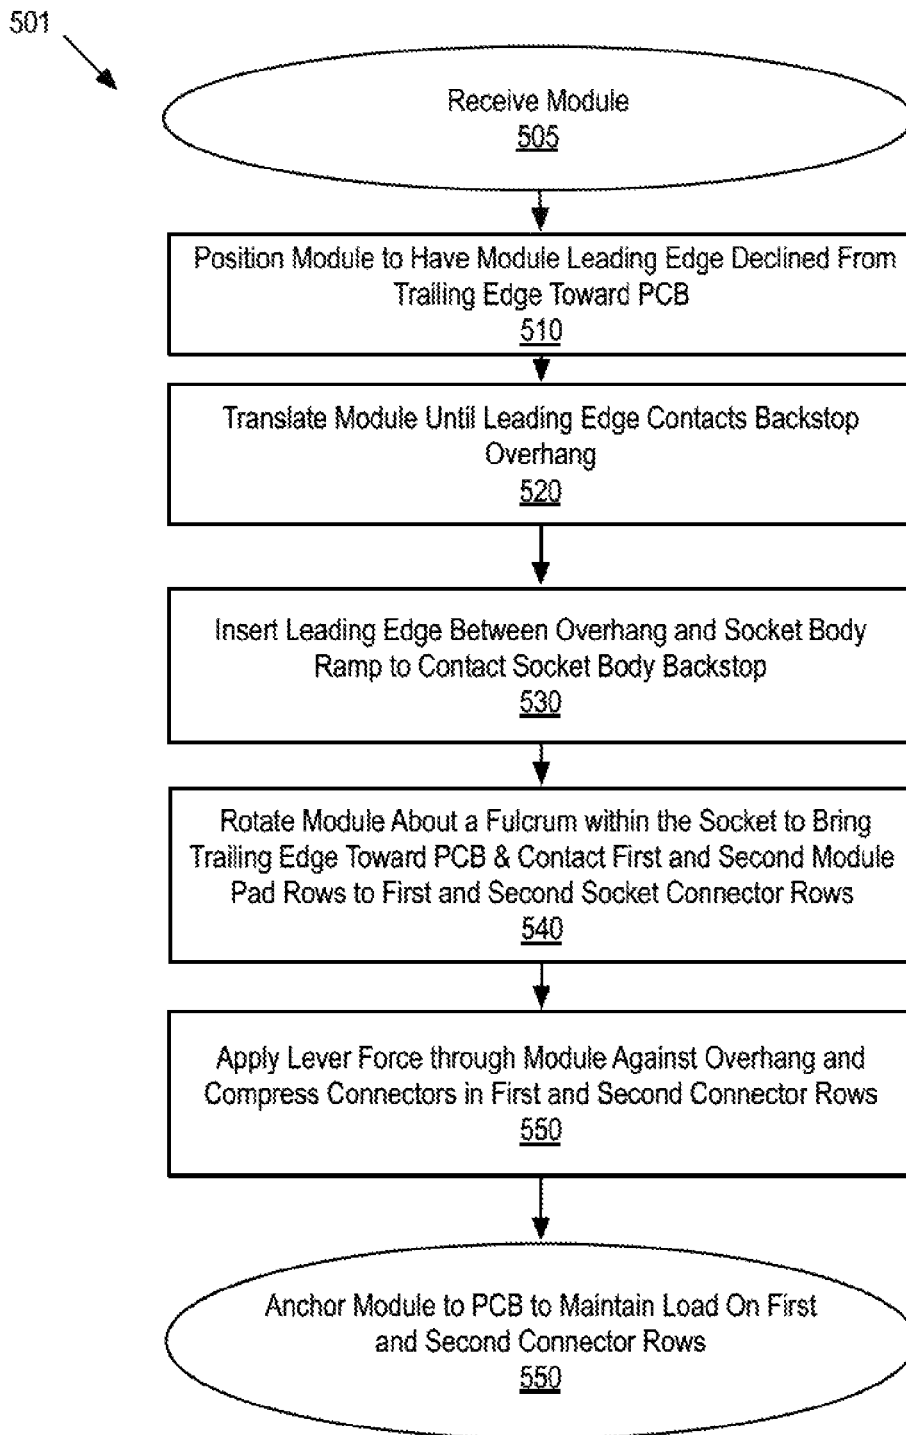 501
Receive Module
505
Position Module to Have Module Leading Edge Declined From
Trailing Edge Toward PCB
510
Translate Module Until Leading Edge Contacts Backstop
Overhang
520
Insert Leading Edge Between Overhang and Socket Body
Ramp to Contact Socket Body Backstop
530
Rotate Module About a Fulcrum within the Socket to Bring
Trailing Edge Toward PCB & Contact First and Second Module
Pad Rows to First and Second Socket Connector Rows
540
Apply Lever Force through Module Against Overhang and
Compress Connectors in First and Second Connector Rows
550
Anchor Module to PCB to Maintain Load On First
and Second Connector Rows
550